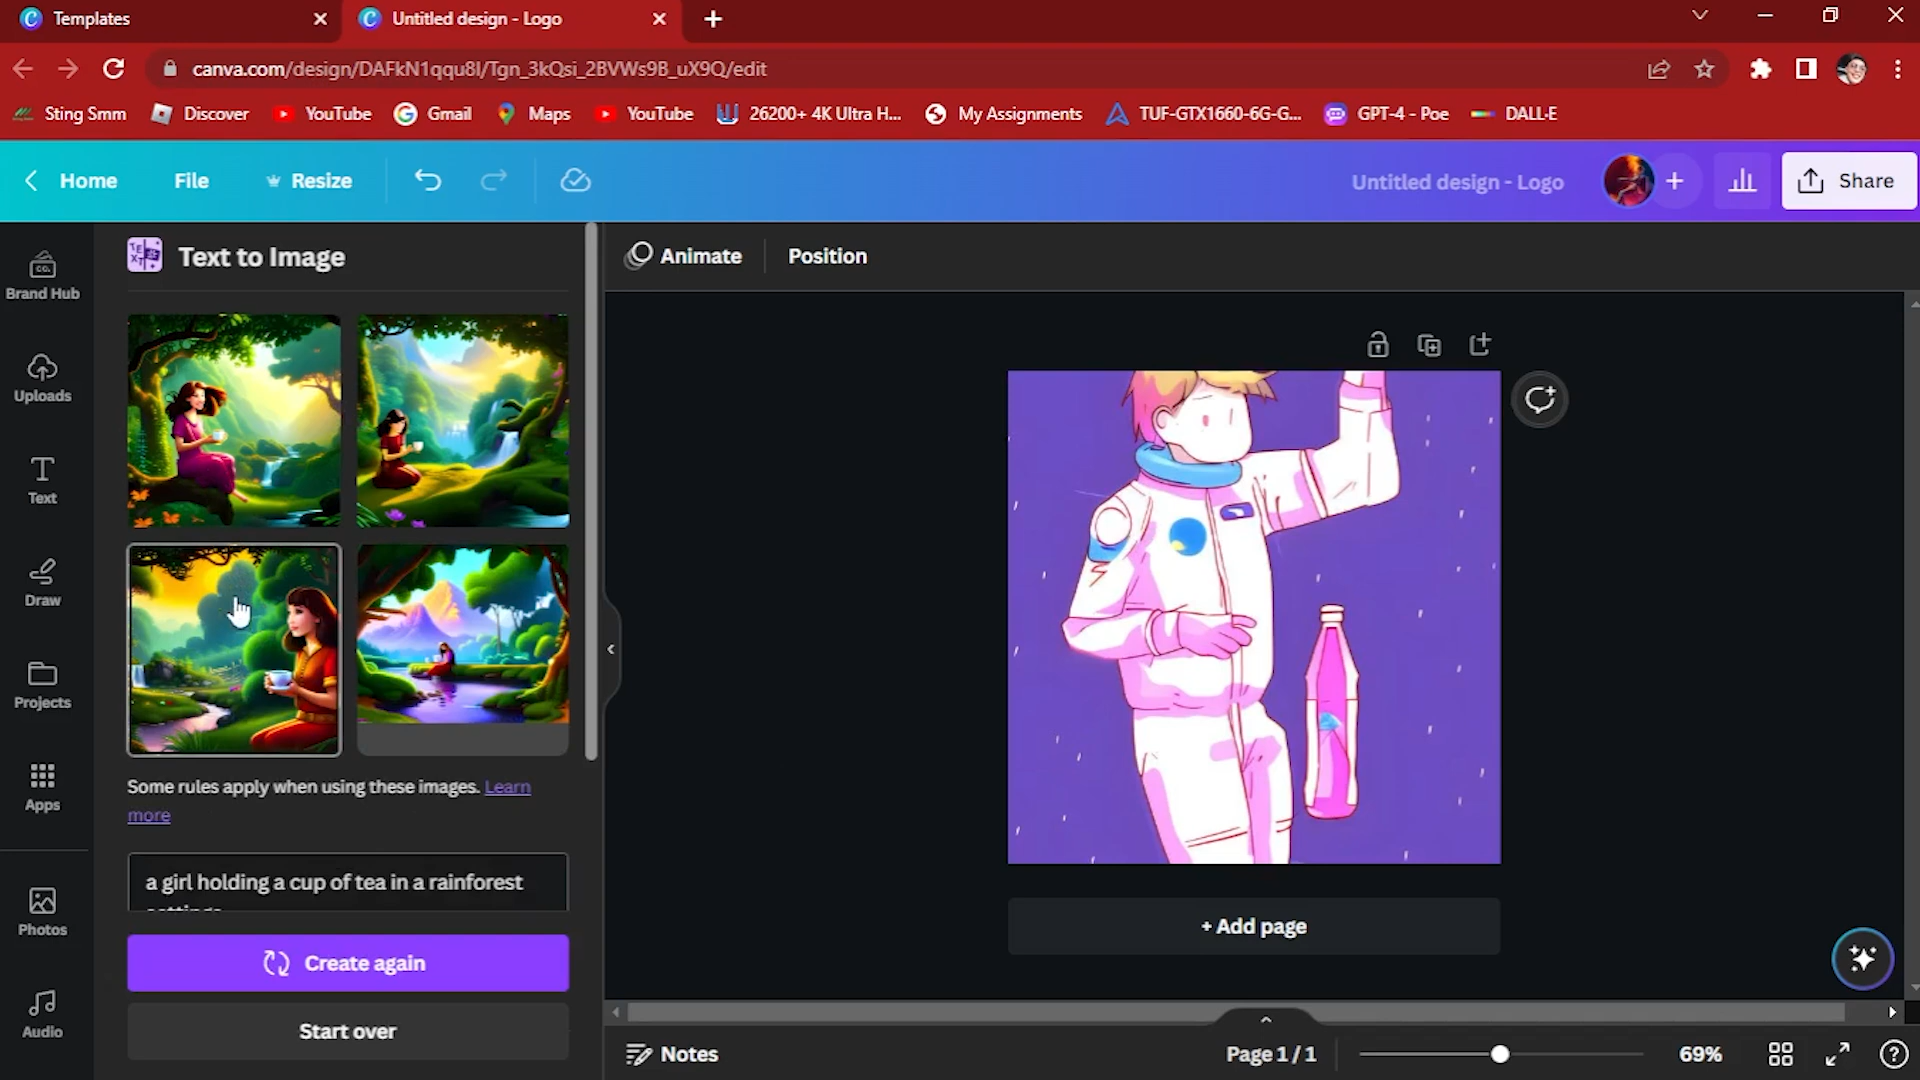 Templates
Untitled design - Logo
canva.com/design/DAFkN1qqu8I/Tgn_3kQsi_2BVWs9B_uX9Q/edit
Sting Smm
Discover
YouTube
Gmail
Maps
YouTube
26200+ 4K Ultra H...
My Assignments
TUF-GTX1660-6G-G...
GPT-4 - Poe
DALL·E
Home
File
Resize
Untitled design - Logo
Share
Brand Hub
Uploads
Text
Draw
Projects
Apps
Photos
Audio
Text to Image
Some rules apply when using these images. Learn
more
a girl holding a cup of tea in a rainforest
Create again
Start over
Animate
Position
+ Add page
Notes
Page 1 / 1
69%